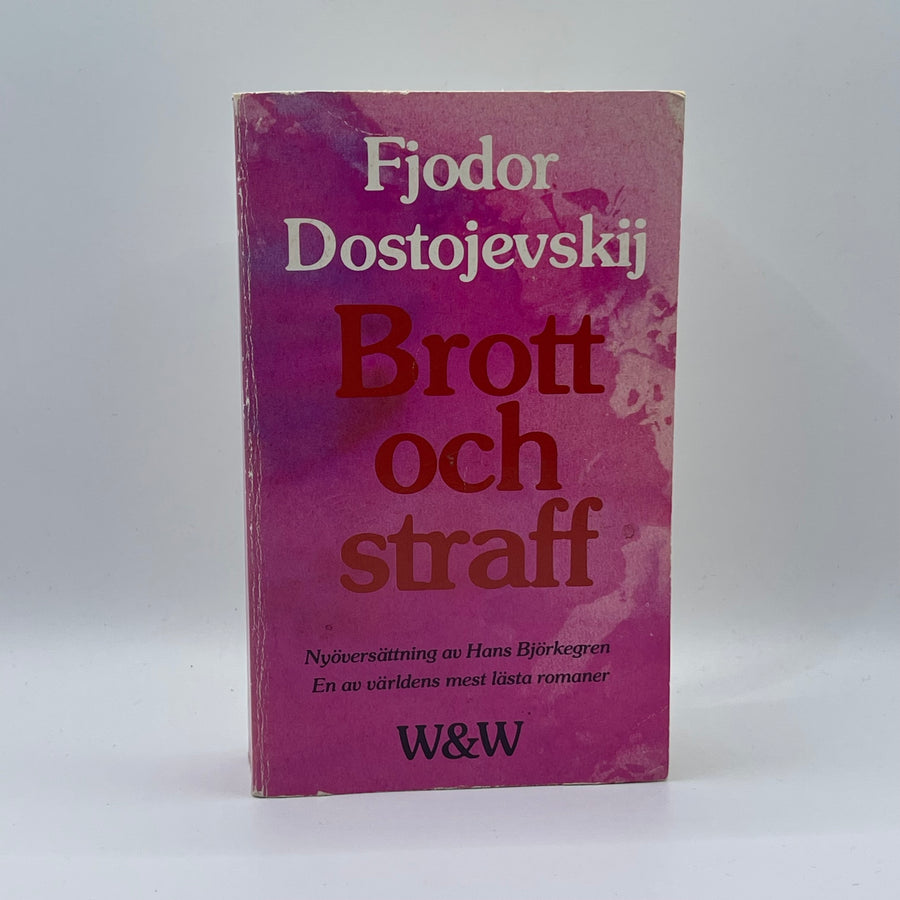 Fjodor
Dostojevskij
Brott
och
straff
Nyöversättning av Hans Björkegren
En av världens mest lästa romaner
W&W